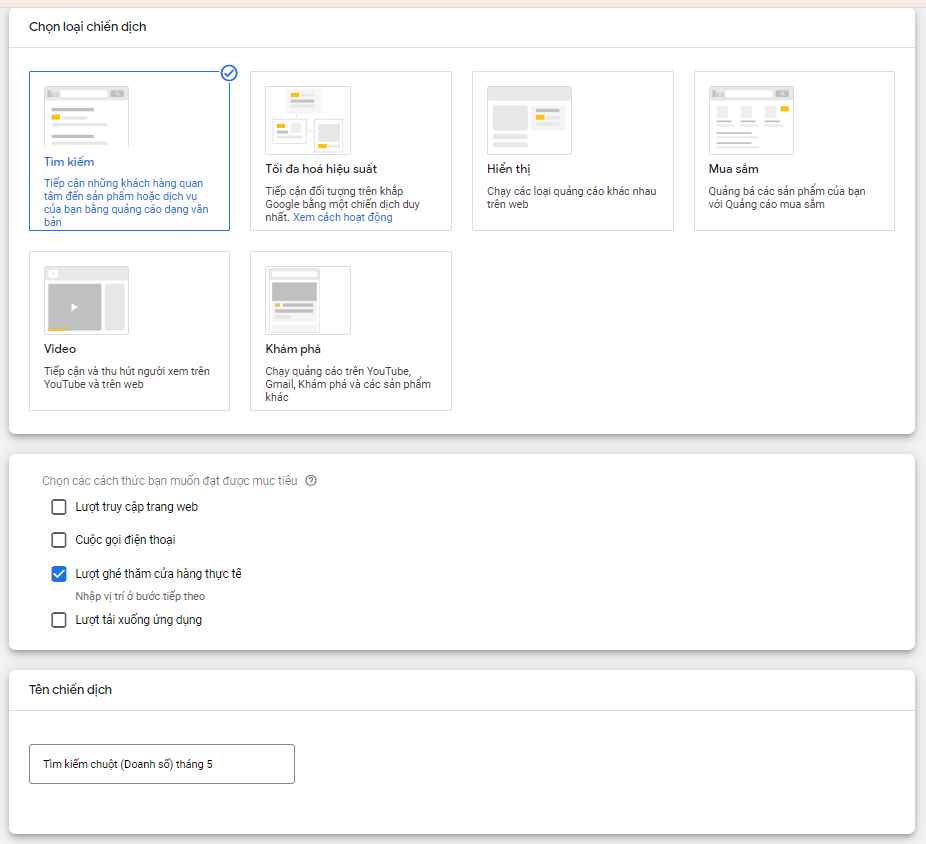 Chọn loại chiến dịch
Tìm kiếm
Tiếp cận những khách hàng quan
tâm đến sản phẩm hoặc dịch vụ
của bạn bằng quảng cáo dạng văn
bản
Tối đa hoá hiệu suất
Tiếp cận đối tượng trên khắp
Google bằng một chiến dịch duy
nhất. Xem cách hoạt động
Hiển thị
Chạy các loại quảng cáo khác nhau
trên web
Mua sắm
Quảng bá các sản phẩm của bạn
với Quảng cáo mua sắm
Video
Tiếp cận và thu hút người xem trên
YouTube và trên web
Khám phá
Chạy quảng cáo trên YouTube,
Gmail, Khám phá và các sản phẩm
khác
Chọn các cách thức bạn muốn đạt được mục tiêu
Lượt truy cập trang web
Cuộc gọi điện thoại
Lượt ghé thăm cửa hàng thực tế
Nhập vị trí ở bước tiếp theo
Lượt tải xuống ứng dụng
Tên chiến dịch
Tìm kiếm chuột (Doanh số) tháng 5